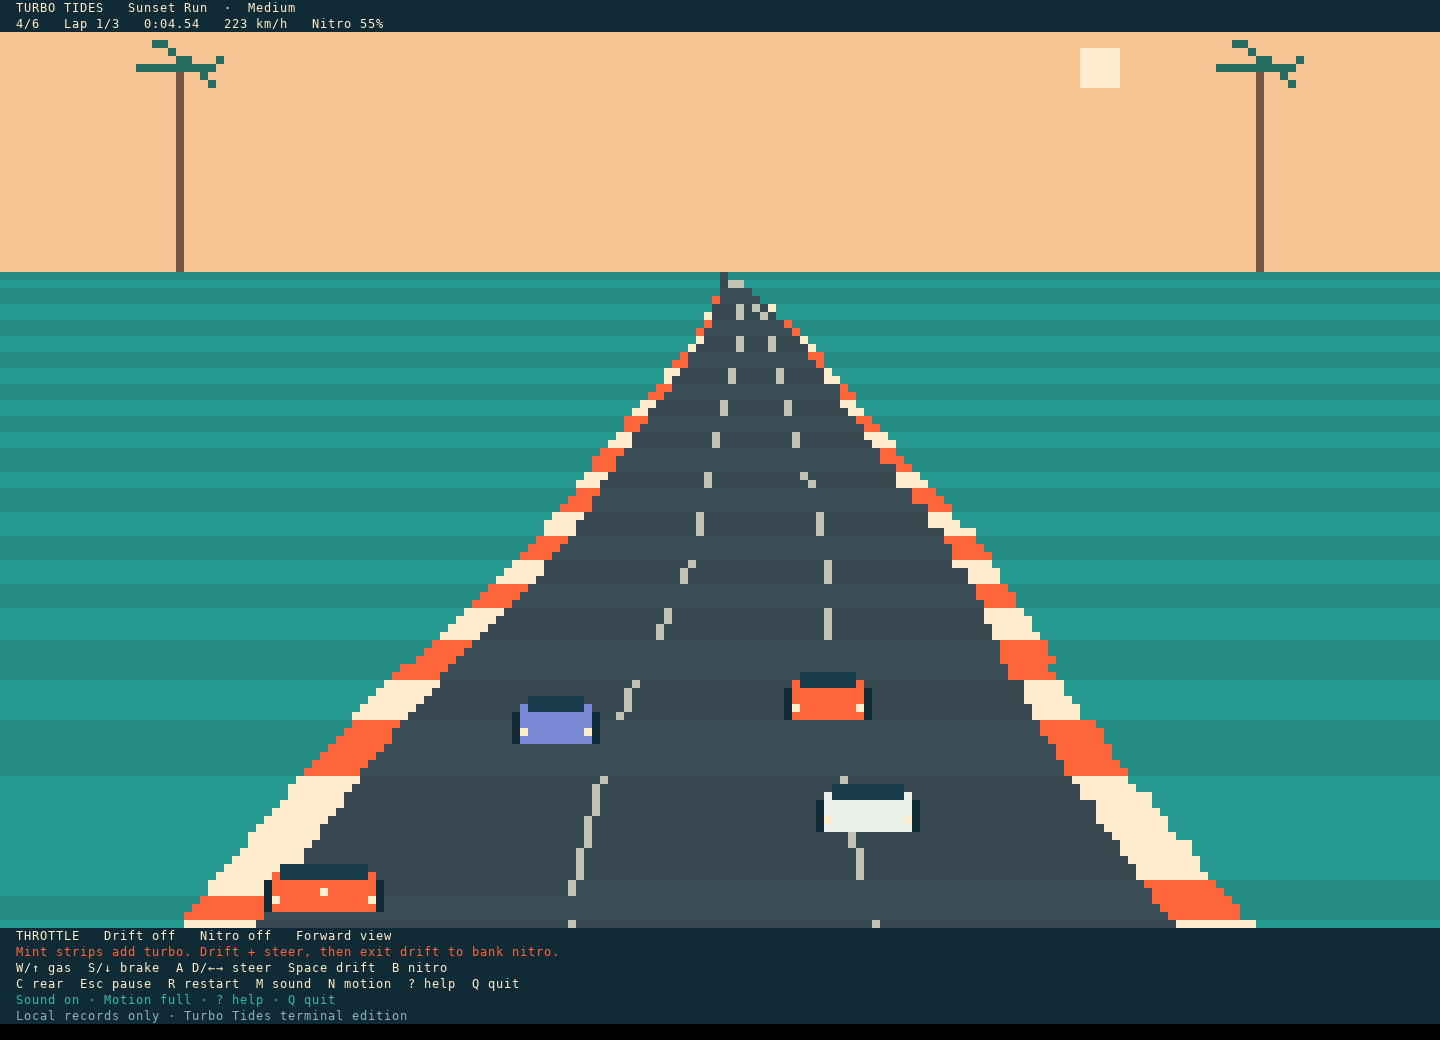 TURBO TIDES   Sunset Run  ·  Medium
4/6   Lap 1/3   0:04.54   223 km/h   Nitro 55%
THROTTLE   Drift off   Nitro off   Forward view
Mint strips add turbo. Drift + steer, then exit drift to bank nitro.
W/↑ gas  S/↓ brake  A D/←→ steer  Space drift  B nitro
C rear  Esc pause  R restart  M sound  N motion  ? help  Q quit
Sound on · Motion full · ? help · Q quit
Local records only · Turbo Tides terminal edition